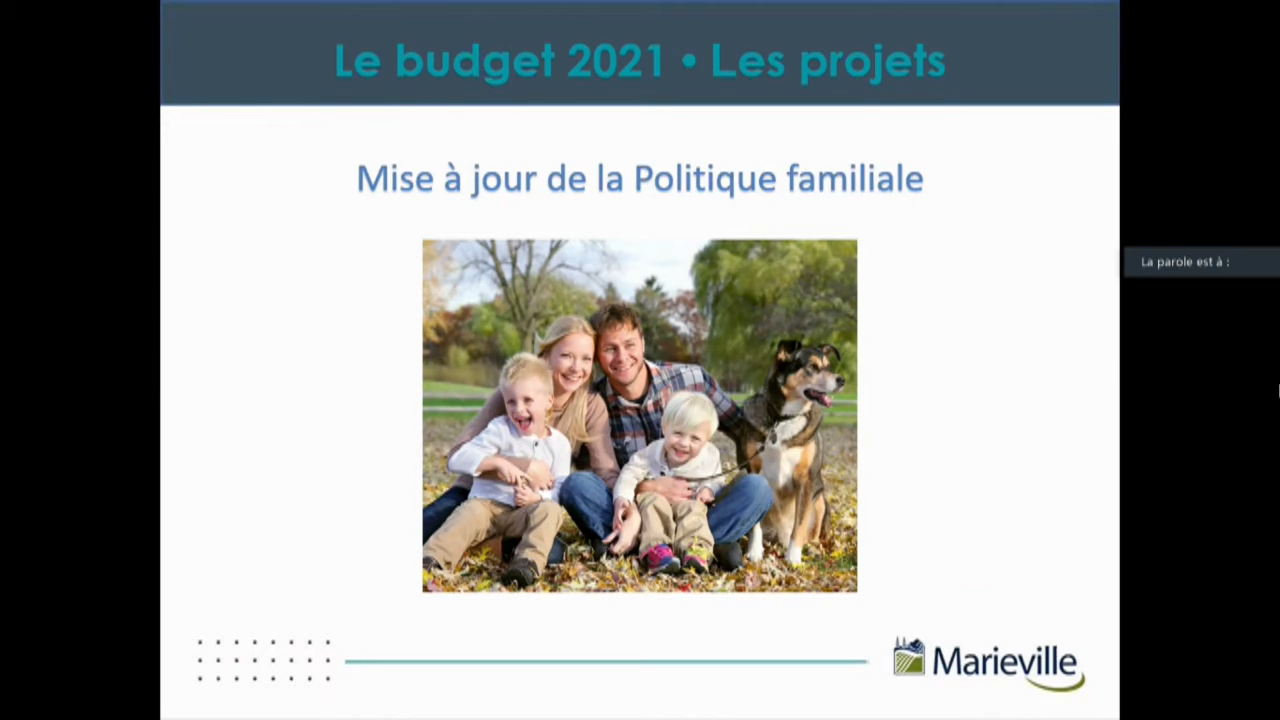 Le budget 2021 • Les projets
Mise à jour de la Politique familiale
La parole est à :
Marieville